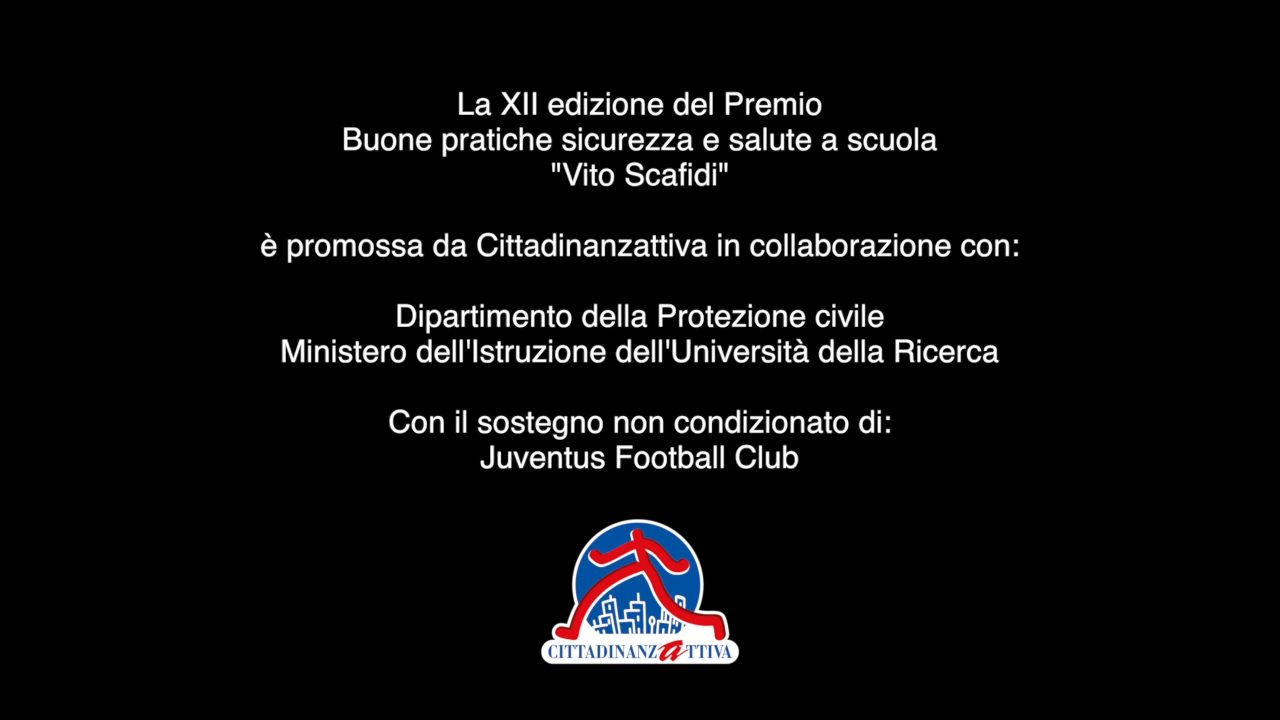 La XII edizione del Premio
Buone pratiche sicurezza e salute a scuola
"Vito Scafidi"
è promossa da Cittadinanzattiva in collaborazione con:
Dipartimento della Protezione civile
Ministero dell'Istruzione dell'Università della Ricerca
Con il sostegno non condizionato di:
Juventus Football Club
CITTADINANZATTIVA